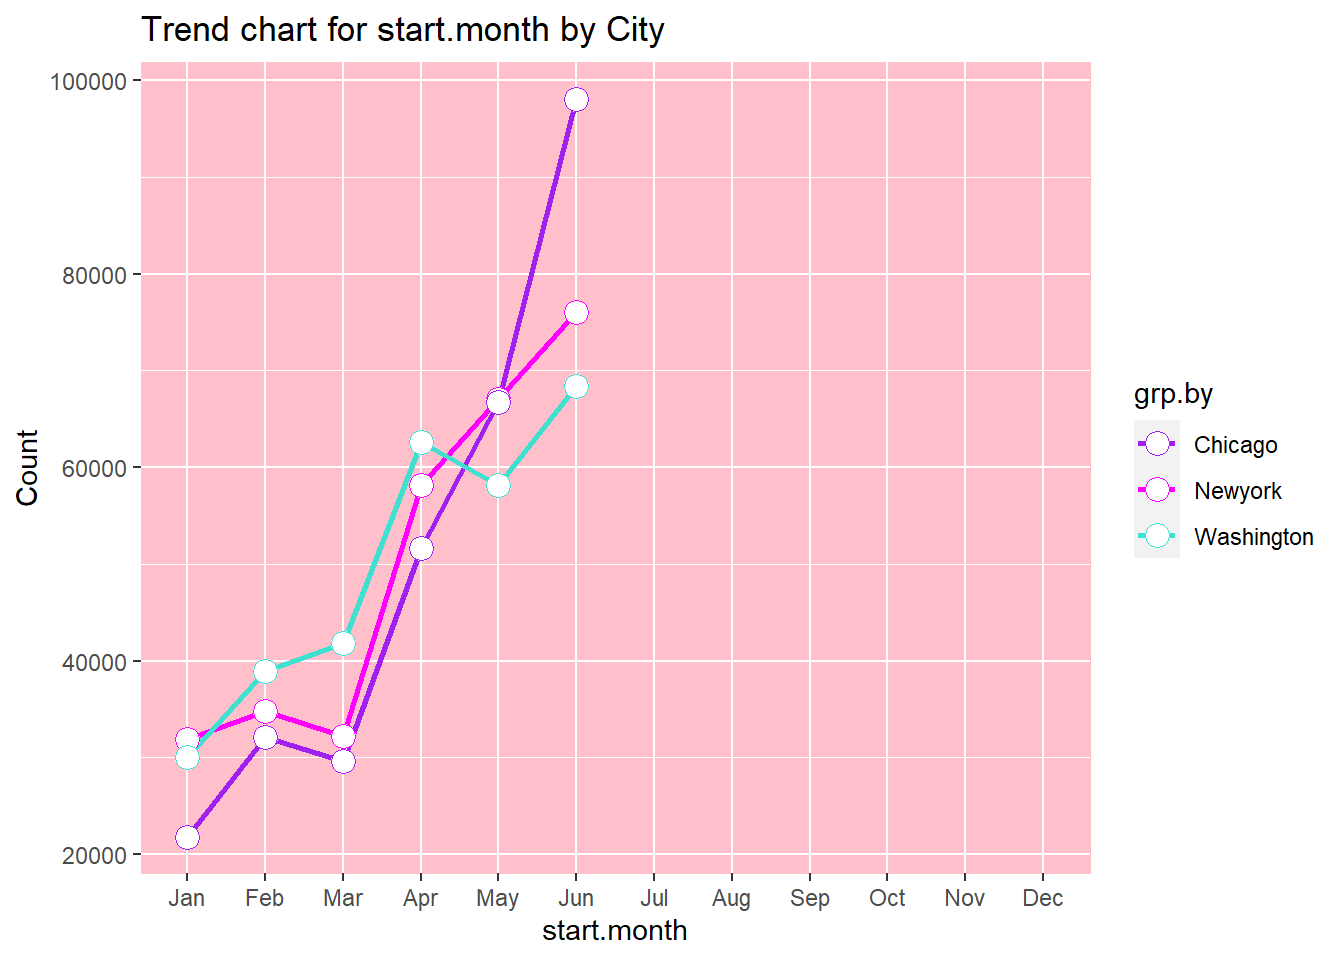 Trend chart for start.month by City
100000
80000
60000
40000
20000
Count
Jan Feb Mar Apr May Jun Jul Aug Sep Oct Nov Dec
start.month
grp.by
Chicago
Newyork
Washington